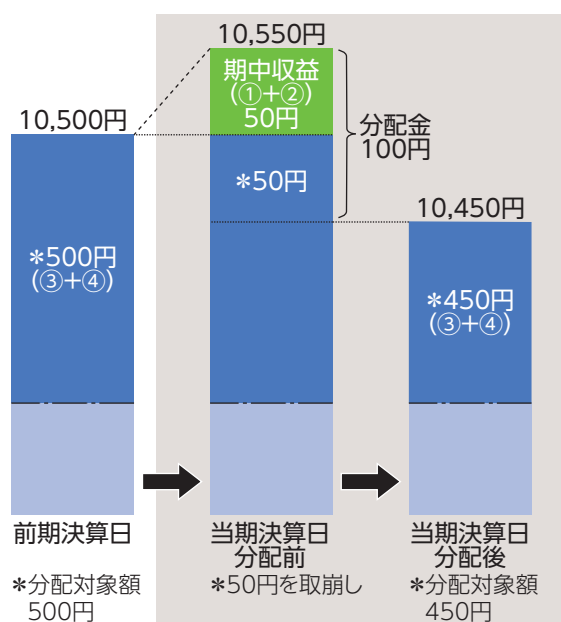 10,550円
期中収益
(①+②)
50円
10,500円
分配金
100円
*50円
10,450円
*500円
(③+④)
*450円
(③+④)
前期決算日
当期決算日
分配前
当期決算日
分配後
*分配対象額
500円
*50円を取崩し
*分配対象額
450円